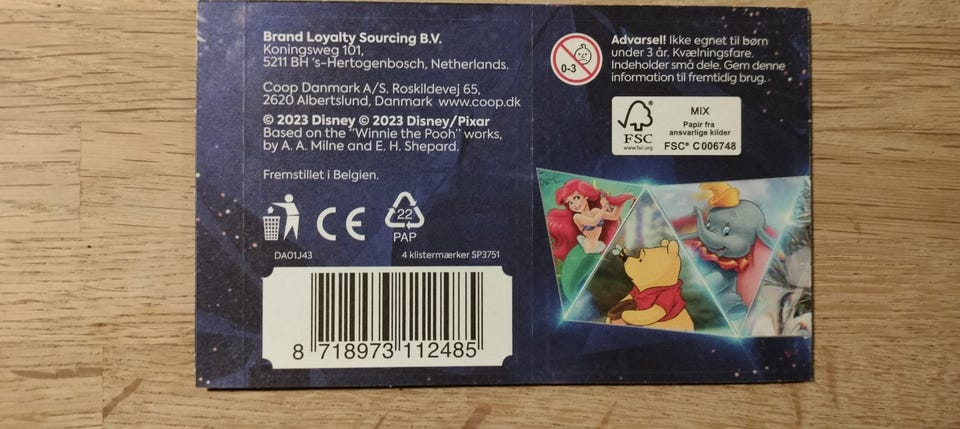 Brand Loyalty Sourcing B.V.
Koningsweg 101,
5211 BH 's-Hertogenbosch, Netherlands.
Coop Danmark A/S. Roskildevej 65,
2620 Albertslund, Danmark www.coop.dk
© 2023 Disney © 2023 Disney/Pixar
Based on the "Winnie the Pooh" works,
by A. A. Milne and E. H. Shepard.
Fremstillet i Belgien.
CE
22
PAP
DA01J43
4 klistermærker SP3751
8 718973 112485
0-3
Advarsel! Ikke egnet til børn
under 3 år. Kvælningsfare.
Indeholder små dele. Gem denne
information til fremtidig brug.
FSC
www.fsc.org
MIX
Papir fra
ansvarlige kilder
FSC® C006748